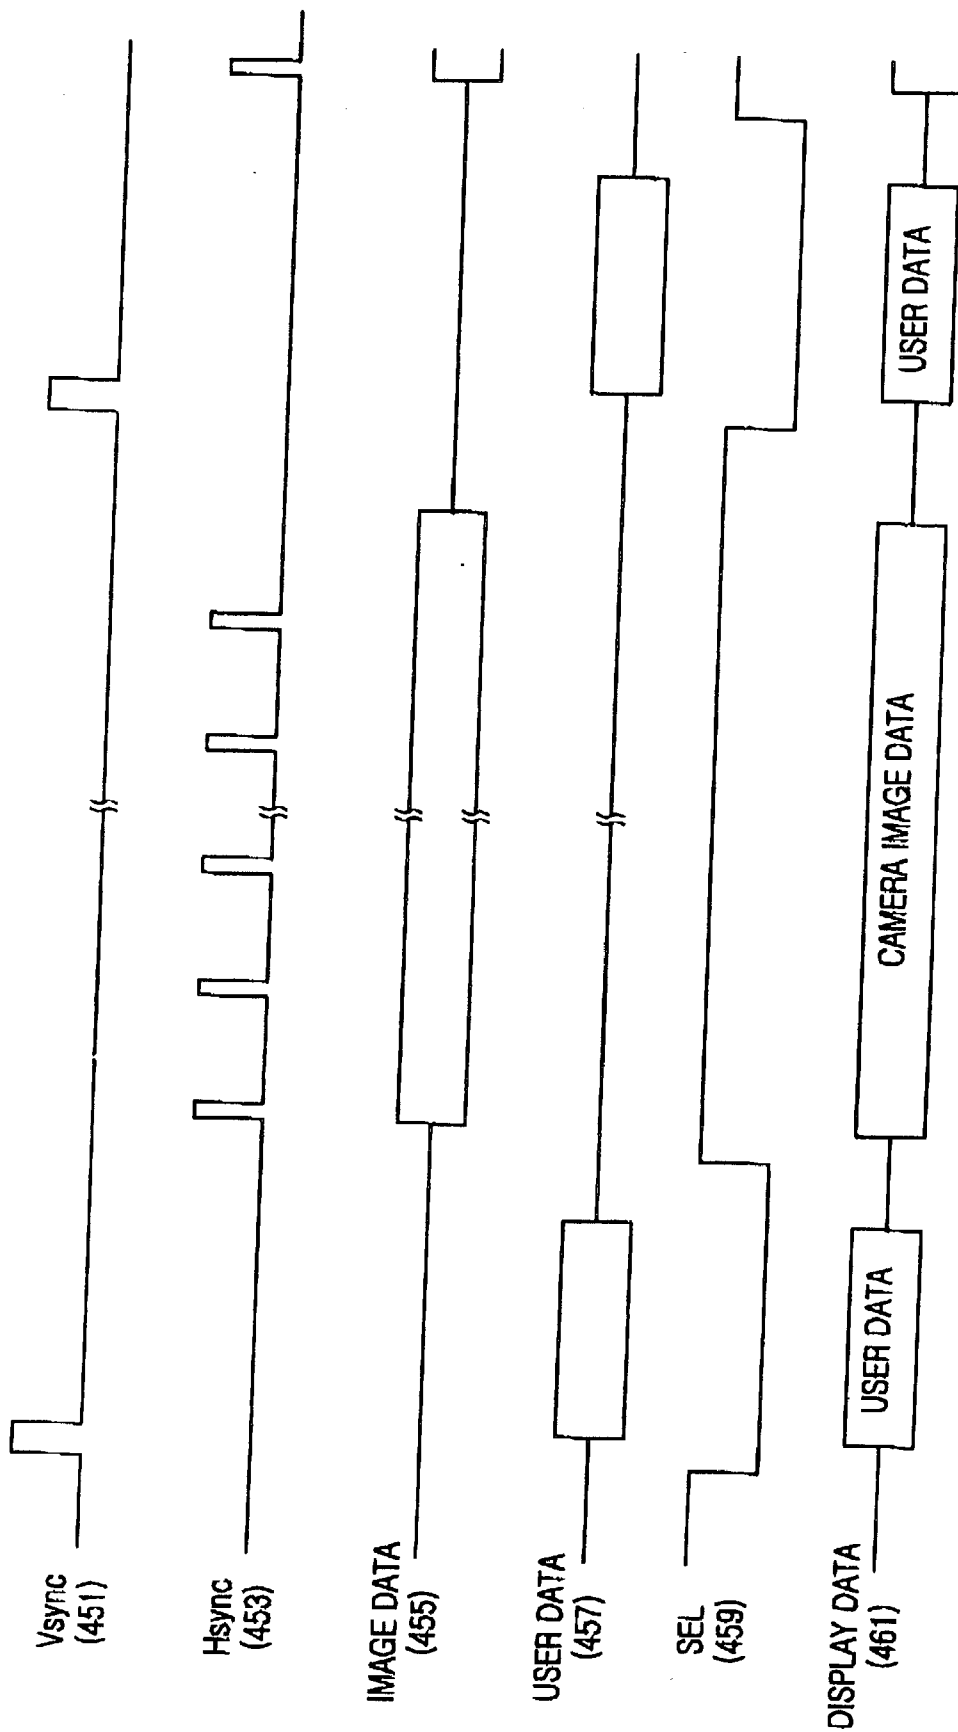 Vsync
(451)
Hsync
(453)
IMAGE DATA
(455)
USER DATA
(457)
SEL
(459)
DISPLAY DATA
(461)
USER DATA
CAMERA IMAGE DATA
USER DATA